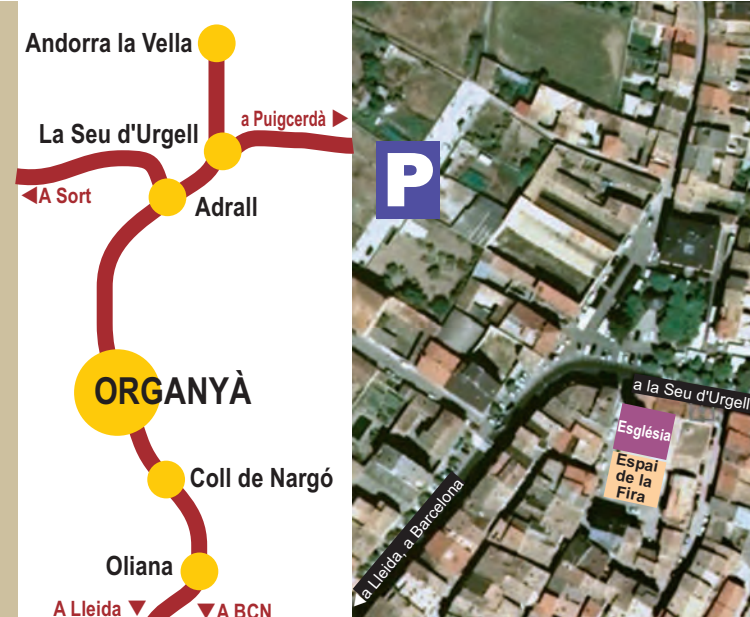 Andorra la Vella
a Puigcerdà ▶
La Seu d'Urgell
◀A Sort
Adrall
ORGANYÀ
Coll de Nargó
Oliana
A Lleida ▼
▼A BCN
P
a la Seu d'Urgell
Església
Espai
de la
Fira
◀a Lleida, a Barcelona